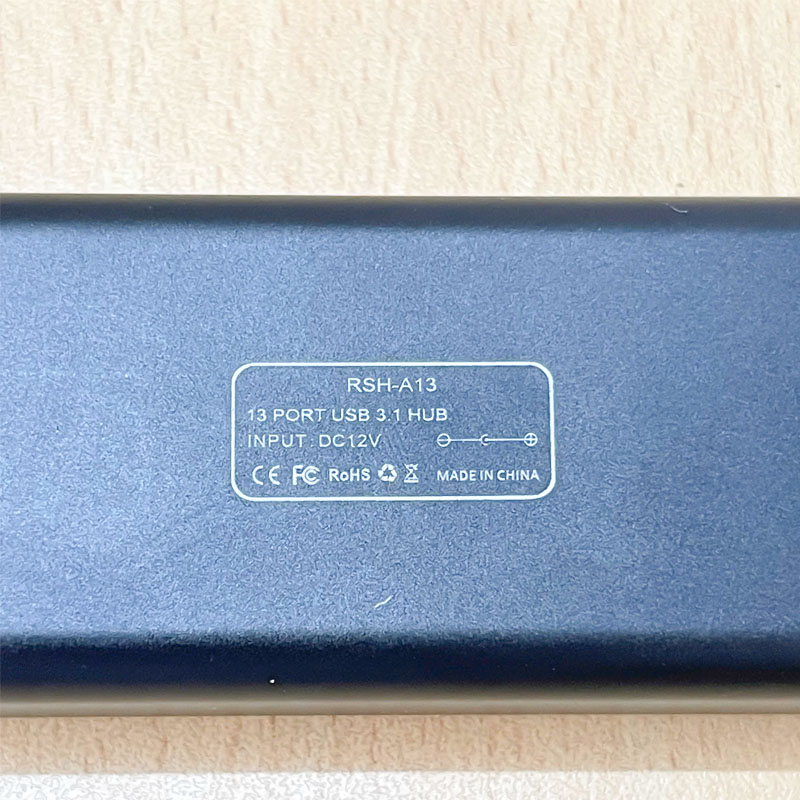 RSH-A13
13 PORT USB 3.1 HUB
INPUT : DC12V
CE FC RoHS MADE IN CHINA